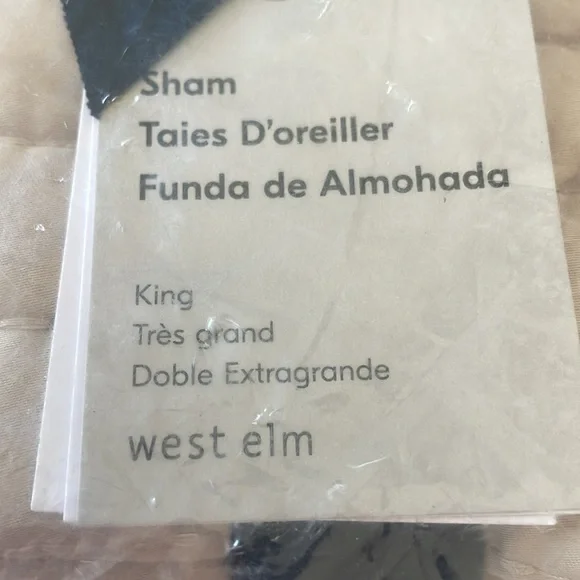 Sham
Taies D'oreiller
Funda de Almohada
King
Très grand
Doble Extragrande
west elm